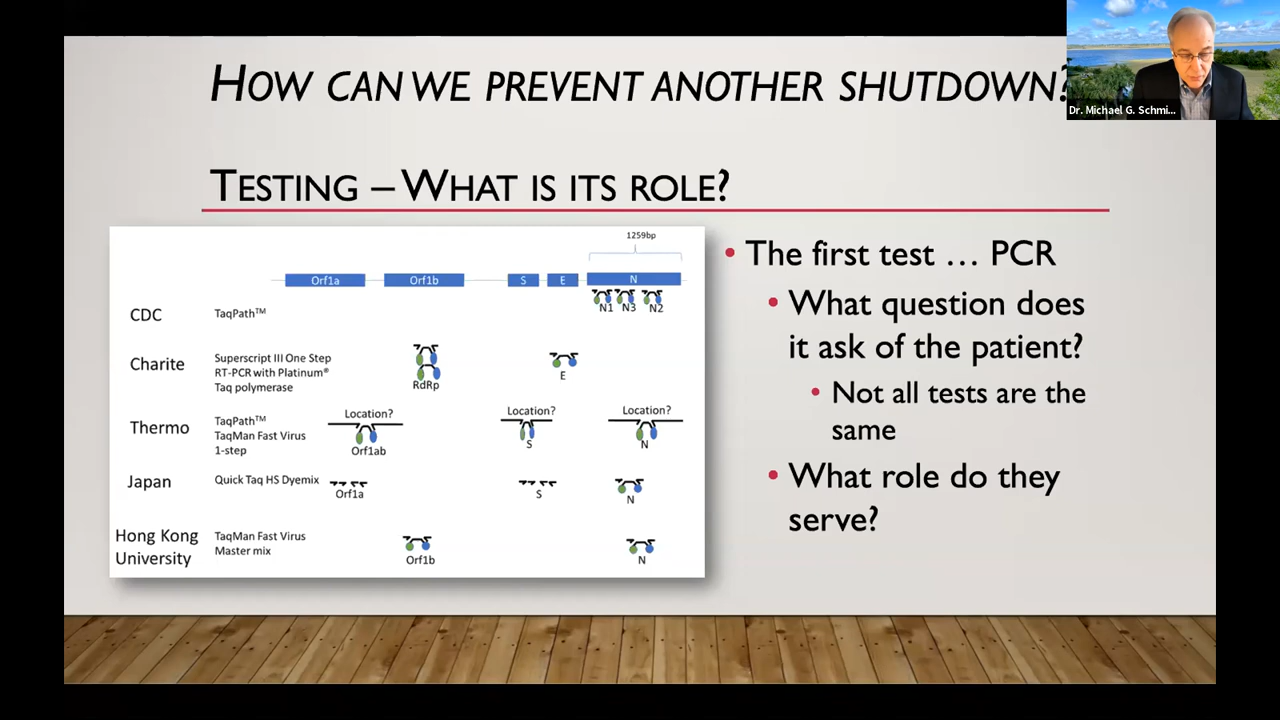 HOW CAN WE PREVENT ANOTHER SHUTDOWN?
Dr. Michael G. Schmi...
TESTING – WHAT IS ITS ROLE?
1259bp
Orf1a Orf1b S E N
N1 N3 N2
CDC TaqPath™
Charite Superscript III One Step
RT-PCR with Platinum®
Taq polymerase
RdRp E
Thermo TaqPath™
TaqMan Fast Virus
1-step
Location? Location? Location?
Orf1ab S N
Japan Quick Taq HS Dyemix
Orf1a S N
Hong Kong
University
TaqMan Fast Virus
Master mix
Orf1b N
• The first test … PCR
• What question does
it ask of the patient?
• Not all tests are the
same
• What role do they
serve?